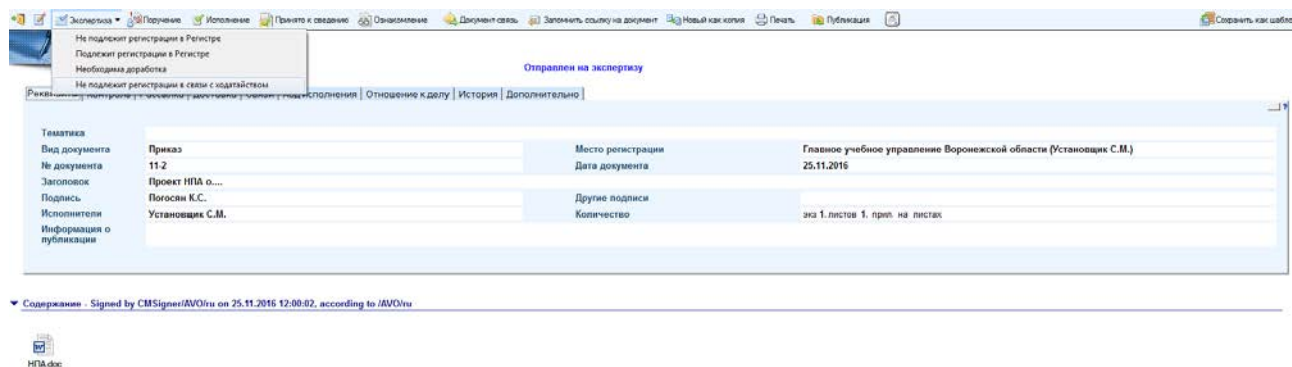 Экспертиза Поручение Исполнение Принято к сведению Ознакомление Документ-связь Запомнить ссылку на документ Новый как копия Печать Публикация Сохранить как шабло
Не подлежит регистрации в Регистре
Подлежит регистрации в Регистре
Необходима доработка
Не подлежит регистрации в связи с ходатайством
Отправлен на экспертизу
Отношение к делу История Дополнительно
Тематика
Вид документа Приказ Место регистрации Главное учебное управление Воронежской области (Установщик С.М.)
№ документа 11-2 Дата документа 25.11.2016
Заголовок Проект НПА о....
Подпись Погосян К.С. Другие подписи
Исполнители Установщик С.М. Количество экз 1. листов 1. прил. на листах
Информация о
публикации
Содержание - Signed by CMSigner/AVO/ru on 25.11.2016 12:00:02, according to /AVO/ru
НПА.doc